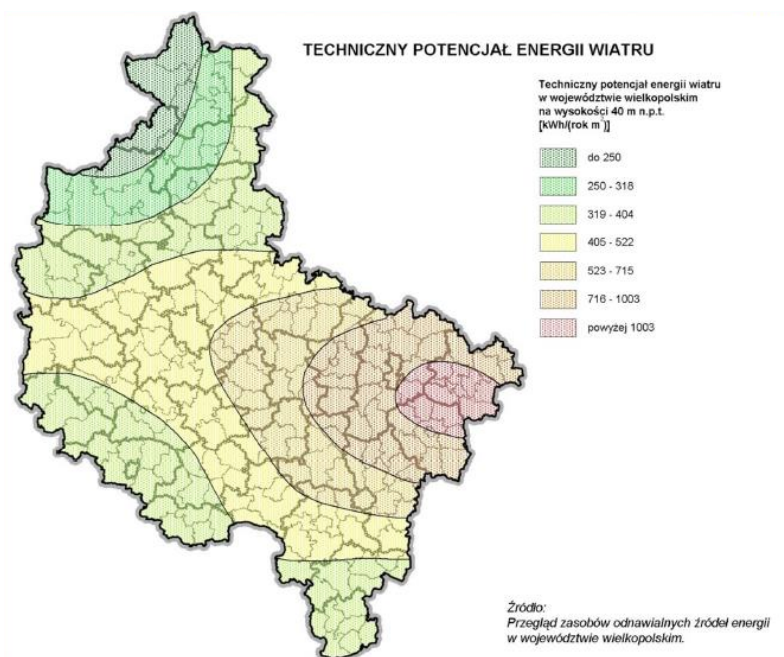 TECHNICZNY POTENCJAŁ ENERGII WIATRU
Techniczny potencjał energii wiatru
w województwie wielkopolskim
na wysokości 40 m n.p.t.
[kWh/(rok m²)]
do 250
250 - 318
319 - 404
405 - 522
523 - 715
716 - 1003
powyżej 1003
Źródło:
Przegląd zasobów odnawialnych źródeł energii
w województwie wielkopolskim.